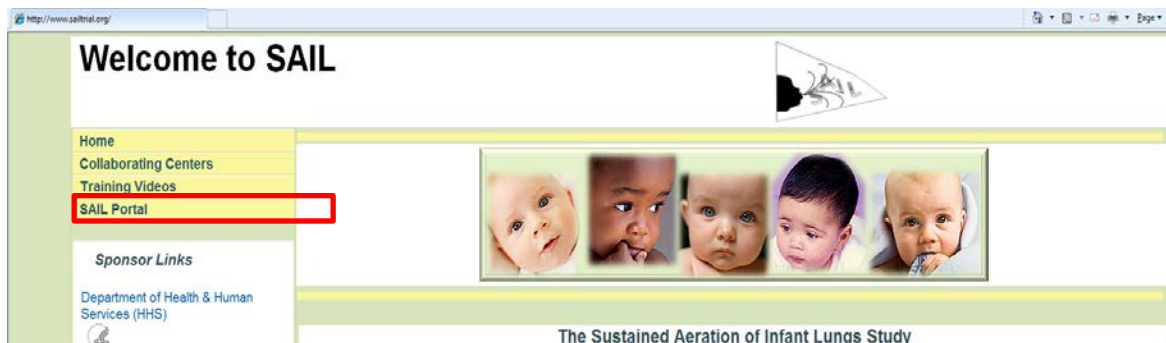 http://www.sailtrial.org/
Page
Welcome to SAIL
SAIL
Home
Collaborating Centers
Training Videos
SAIL Portal
Sponsor Links
Department of Health & Human
Services (HHS)
The Sustained Aeration of Infant Lungs Study